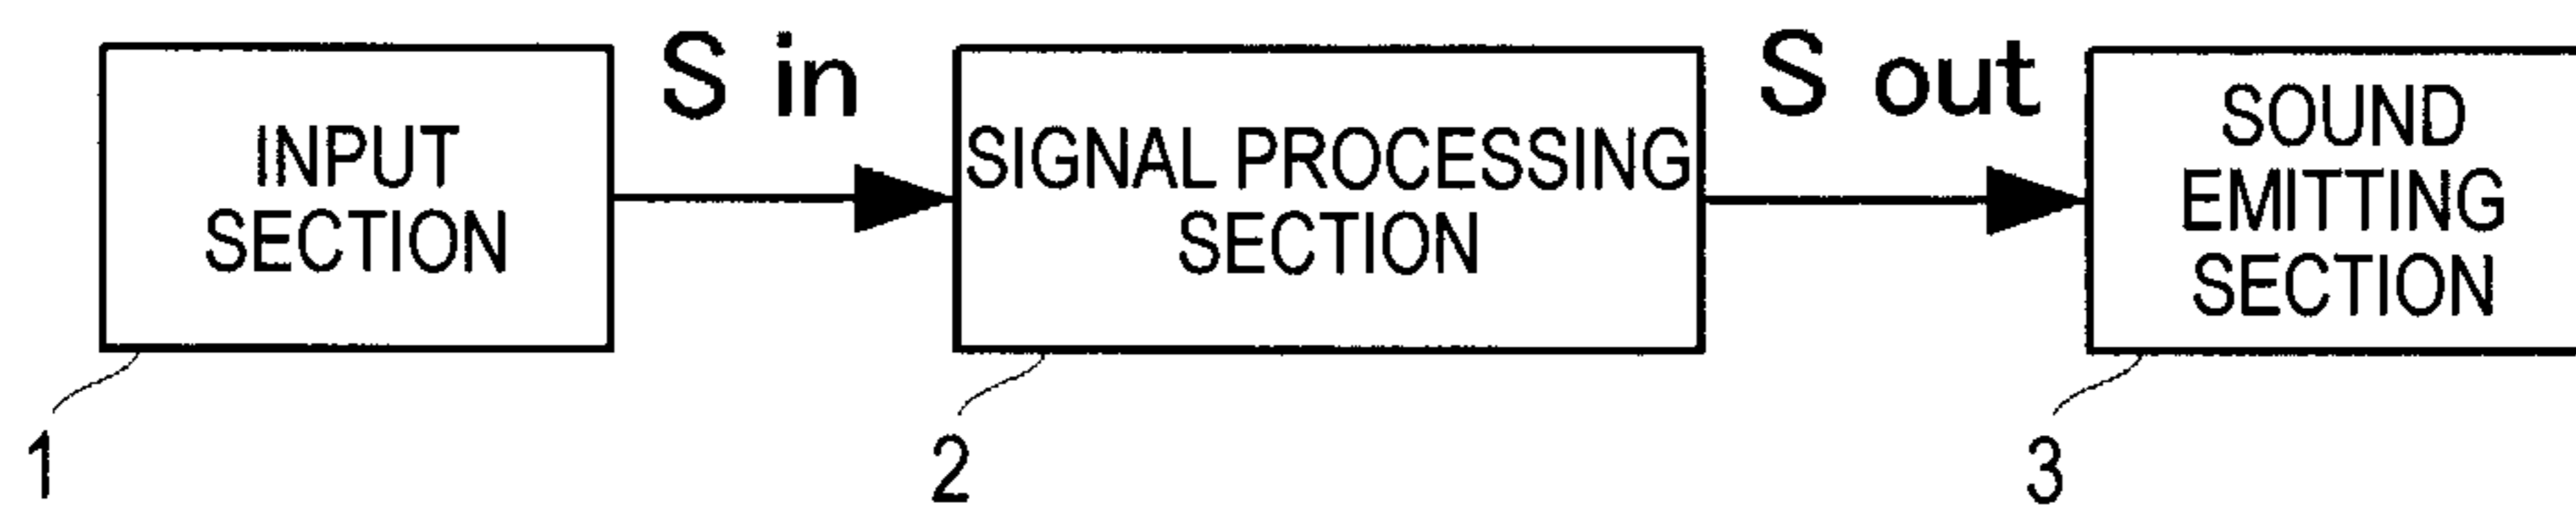 S in
S out
INPUT
SECTION
SIGNAL PROCESSING
SECTION
SOUND
EMITTING
SECTION
1
2
3